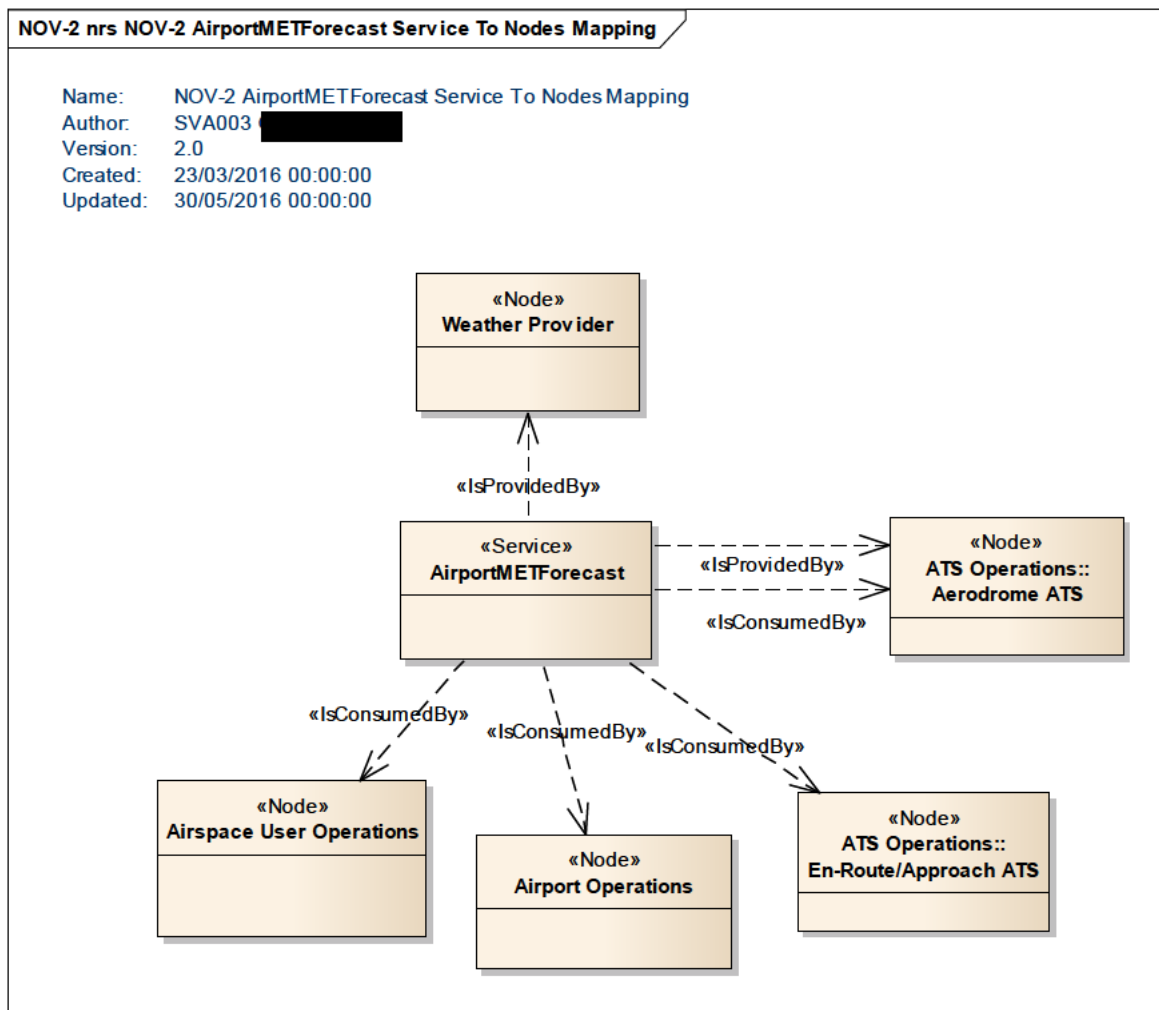 NOV-2 nrs NOV-2 AirportMETForecast Service To Nodes Mapping
Name: NOV-2 AirportMETForecast Service To Nodes Mapping
Author: SVA003
Version: 2.0
Created: 23/03/2016 00:00:00
Updated: 30/05/2016 00:00:00
«Node»
Weather Provider
«IsProvidedBy»
«Service»
AirportMETForecast
«IsProvidedBy»
«IsConsumedBy»
«Node»
ATS Operations::
Aerodrome ATS
«IsConsumedBy»
«IsConsumedBy»
«IsConsumedBy»
«Node»
Airspace User Operations
«Node»
Airport Operations
«Node»
ATS Operations::
En-Route/Approach ATS